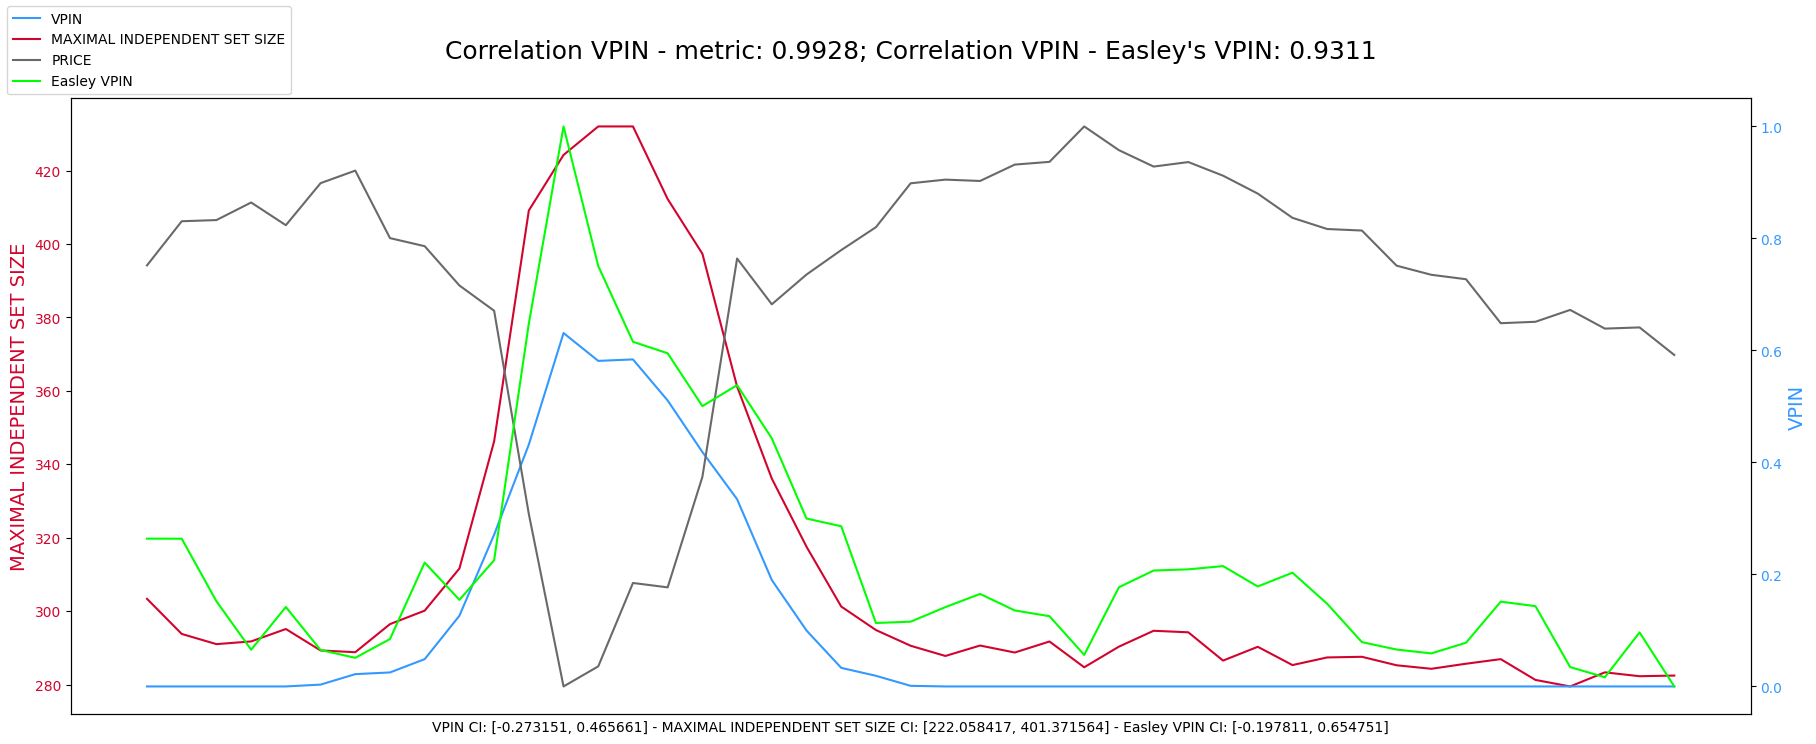 VPIN
MAXIMAL INDEPENDENT SET SIZE
PRICE
Easley VPIN
Correlation VPIN - metric: 0.9928; Correlation VPIN - Easley's VPIN: 0.9311
MAXIMAL INDEPENDENT SET SIZE
420
400
380
360
340
320
300
280
1.0
0.8
0.6
0.4
0.2
0.0
VPIN
VPIN CI: [-0.273151, 0.465661] - MAXIMAL INDEPENDENT SET SIZE CI: [222.058417, 401.371564] - Easley VPIN CI: [-0.197811, 0.654751]